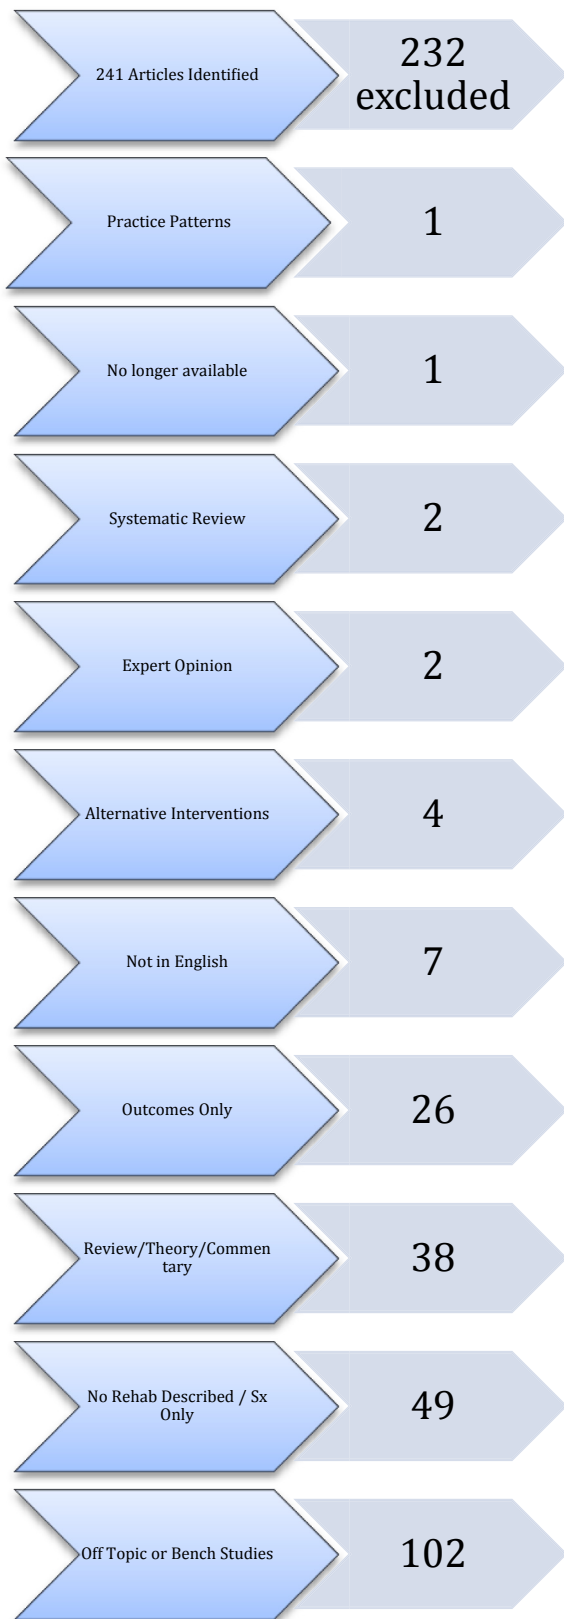 241 Articles Identified
232
excluded
Practice Patterns
1
No longer available
1
Systematic Review
2
Expert Opinion
2
Alternative Interventions
4
Not in English
7
Outcomes Only
26
Review/Theory/Commen
tary
38
No Rehab Described / Sx
Only
49
Off Topic or Bench Studies
102